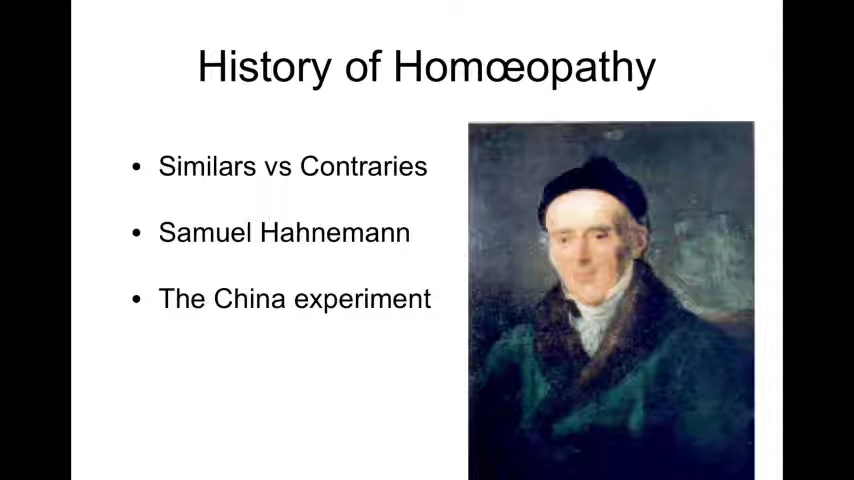 History of Homœopathy
• Similars vs Contraries
• Samuel Hahnemann
• The China experiment